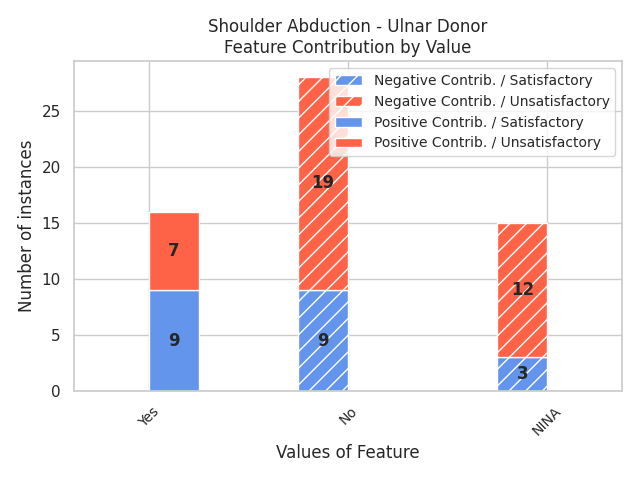 Shoulder Abduction - Ulnar Donor
Feature Contribution by Value
Negative Contrib. / Satisfactory
Negative Contrib. / Unsatisfactory
Positive Contrib. / Satisfactory
Positive Contrib. / Unsatisfactory
Number of instances
25
20
15
10
5
0
7
9
19
9
12
3
Yes
No
NINA
Values of Feature